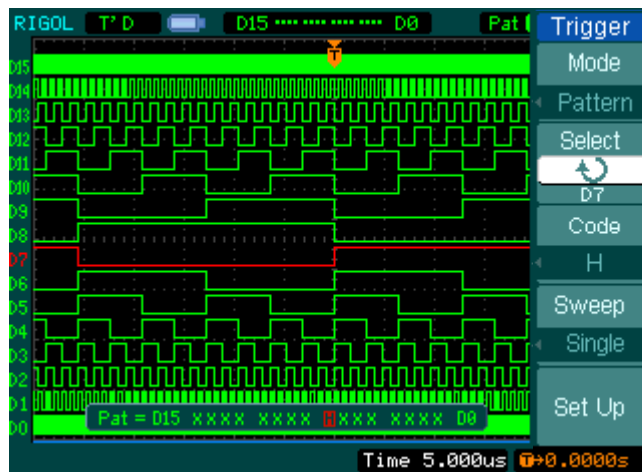 RIGOL T'D D15 ---- ---- ---- ---- D0 Pat
Trigger
T
Mode
Pattern
Select
D7
Code
H
Sweep
Single
Set Up
D15
D14
D13
D12
D11
D10
D9
D8
D7
D6
D5
D4
D3
D2
D1
D0
Pat = D15 XXXX XXXX HXXX XXXX D0
Time 5.000us T→0.0000s